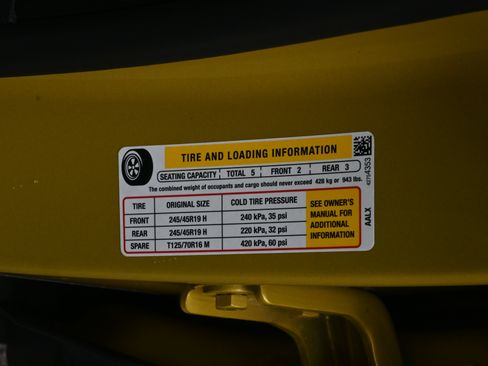 TIRE AND LOADING INFORMATION
SEATING CAPACITY TOTAL 5 FRONT 2 REAR 3
The combined weight of occupants and cargo should never exceed 428 kg or 943 lbs.
TIRE ORIGINAL SIZE COLD TIRE PRESSURE
FRONT 245/45R19 H 240 kPa, 35 psi
REAR 245/45R19 H 220 kPa, 32 psi
SPARE T125/70R16 M 420 kPa, 60 psi
SEE OWNER'S
MANUAL FOR
ADDITIONAL
INFORMATION
AALX